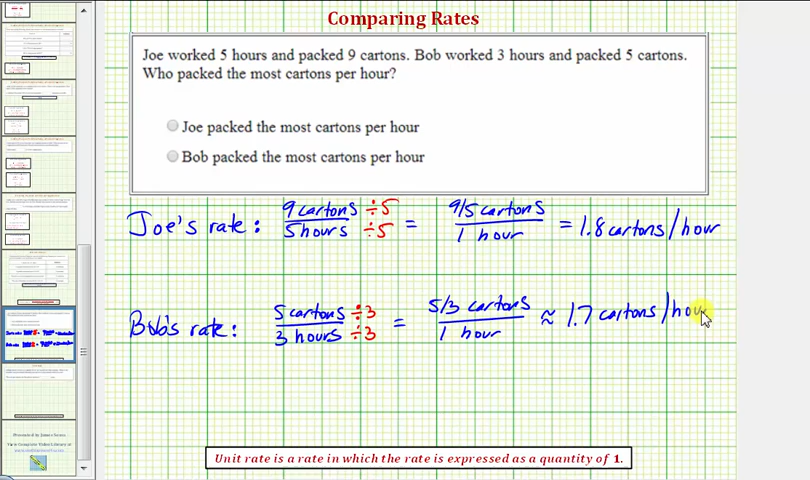 Comparing Rates
Joe worked 5 hours and packed 9 cartons. Bob worked 3 hours and packed 5 cartons.
Who packed the most cartons per hour?
Joe packed the most cartons per hour
Bob packed the most cartons per hour
Joe's rate: 9 cartons ÷5 / 5 hours ÷5 = 9/5 cartons / 1 hour = 1.8 cartons/hour
Bob's rate: 5 cartons ÷3 / 3 hours ÷3 = 5/3 cartons / 1 hour ≈ 1.7 cartons/hour
Unit rate is a rate in which the rate is expressed as a quantity of 1.